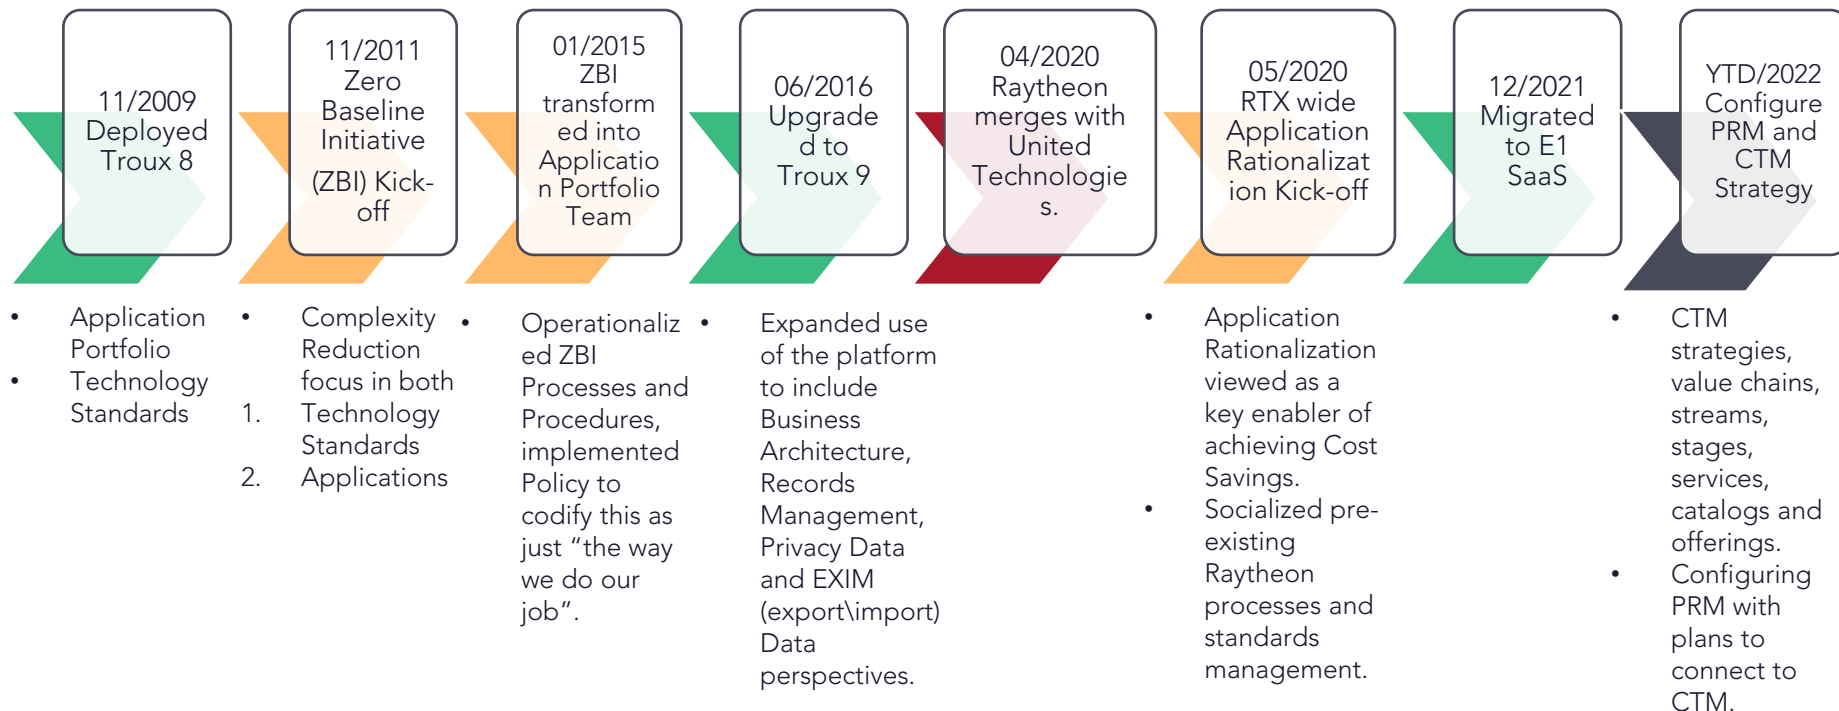 11/2009
Deployed
Troux 8
11/2011
Zero
Baseline
Initiative
(ZBI) Kick-
off
01/2015
ZBI
transform
ed into
Applicatio
n Portfolio
Team
06/2016
Upgrade
d to
Troux 9
04/2020
Raytheon
merges with
United
Technologie
s.
05/2020
RTX wide
Application
Rationalizat
ion Kick-off
12/2021
Migrated
to E1
SaaS
YTD/2022
Configure
PRM and
CTM
Strategy
• Application
Portfolio
• Technology
Standards
• Complexity
Reduction
focus in both
1. Technology
Standards
2. Applications
• Operationaliz
ed ZBI
Processes and
Procedures,
implemented
Policy to
codify this as
just “the way
we do our
job”.
• Expanded use
of the platform
to include
Business
Architecture,
Records
Management,
Privacy Data
and EXIM
(export\import)
Data
perspectives.
• Application
Rationalization
viewed as a
key enabler of
achieving Cost
Savings.
• Socialized pre-
existing
Raytheon
processes and
standards
management.
• CTM
strategies,
value chains,
streams,
stages,
services,
catalogs and
offerings.
• Configuring
PRM with
plans to
connect to
CTM.